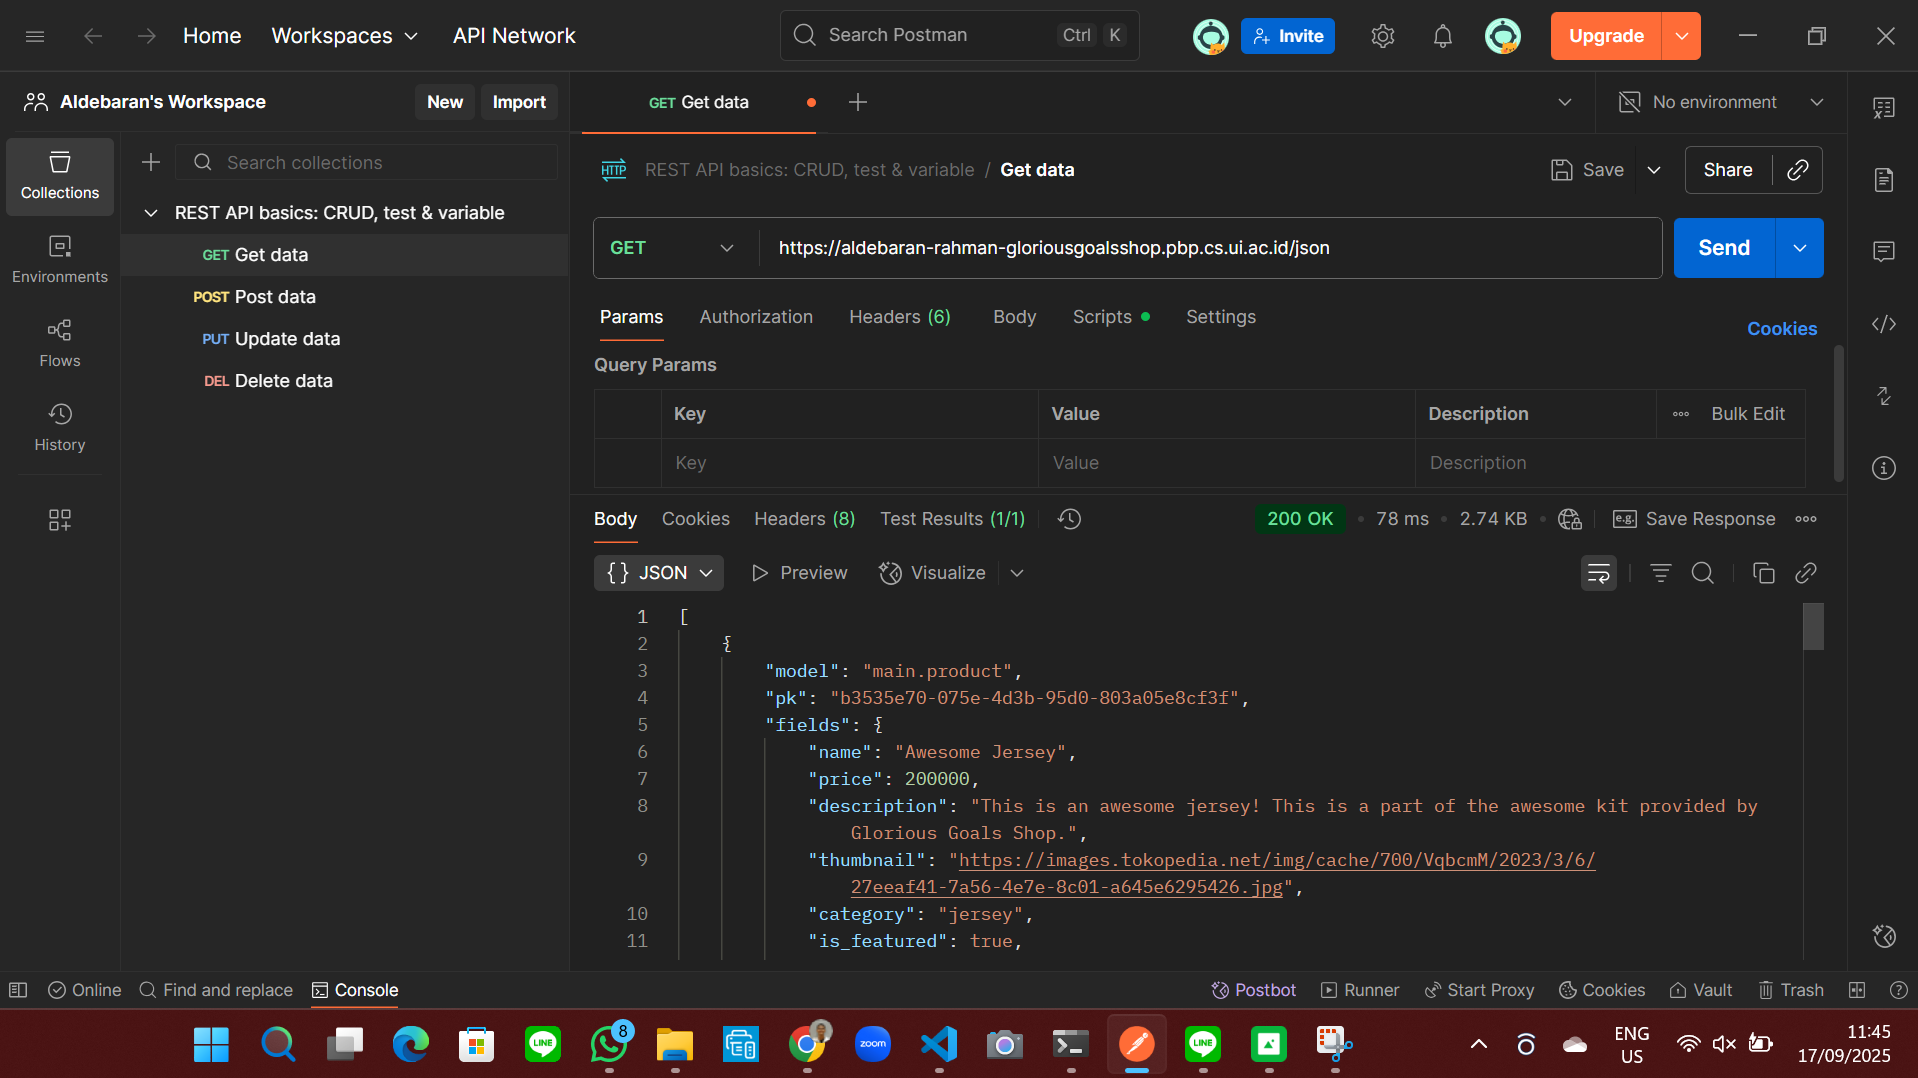 Home Workspaces API Network Search Postman Ctrl K Invite Upgrade
Aldebaran's Workspace New Import GET Get data No environment
Collections
Search collections
HTTP REST API basics: CRUD, test & variable / Get data Save Share
REST API basics: CRUD, test & variable
GET Get data
GET https://aldebaran-rahman-gloriousgoalsshop.pbp.cs.ui.ac.id/json Send
Environments
POST Post data
Params Authorization Headers (6) Body Scripts Settings Cookies
PUT Update data
Flows
Query Params
DEL Delete data
Key Value Description Bulk Edit
History
Key Value Description
Body Cookies Headers (8) Test Results (1/1) 200 OK 78 ms 2.74 KB e.g. Save Response
{} JSON Preview Visualize
1 [
2 {
3 "model": "main.product",
4 "pk": "b3535e70-075e-4d3b-95d0-803a05e8cf3f",
5 "fields": {
6 "name": "Awesome Jersey",
7 "price": 200000,
8 "description": "This is an awesome jersey! This is a part of the awesome kit provided by
Glorious Goals Shop.",
9 "thumbnail": "https://images.tokopedia.net/img/cache/700/VqbcmM/2023/3/6/
27eeaf41-7a56-4e7e-8c01-a645e6295426.jpg",
10 "category": "jersey",
11 "is_featured": true,
Online Find and replace Console Postbot Runner Start Proxy Cookies Vault Trash
LINE 8 zoom LINE ENG 11:45
US 17/09/2025